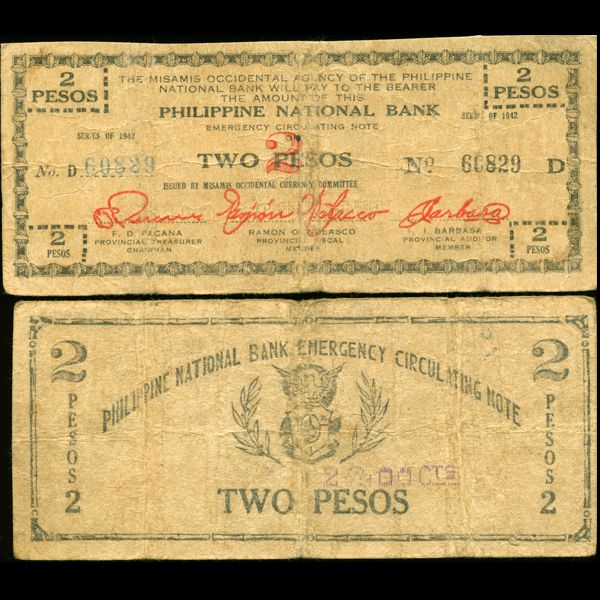 2 PESOS
2 PESOS
THE MISAMIS OCCIDENTAL AGENCY OF THE PHILIPPINE
NATIONAL BANK WILL PAY TO THE BEARER
THE AMOUNT OF THIS
PHILIPPINE NATIONAL BANK
EMERGENCY CIRCULATING NOTE
SERIES OF 1942
SERIES OF 1942
2
TWO PESOS
No. D 60829
Nº 60829 D
ISSUED BY MISAMIS OCCIDENTAL CURRENCY COMMITTEE
F. D. PACANA
PROVINCIAL TREASURER
CHAIRMAN
RAMON O. NOLASCO
PROVINCIAL FISCAL
MEMBER
I. BARBASA
PROVINCIAL AUDITOR
MEMBER
2 PESOS
2 PESOS
PHILIPPINE NATIONAL BANK EMERGENCY CIRCULATING NOTE
2 PESOS 2
2 PESOS 2
TWO PESOS